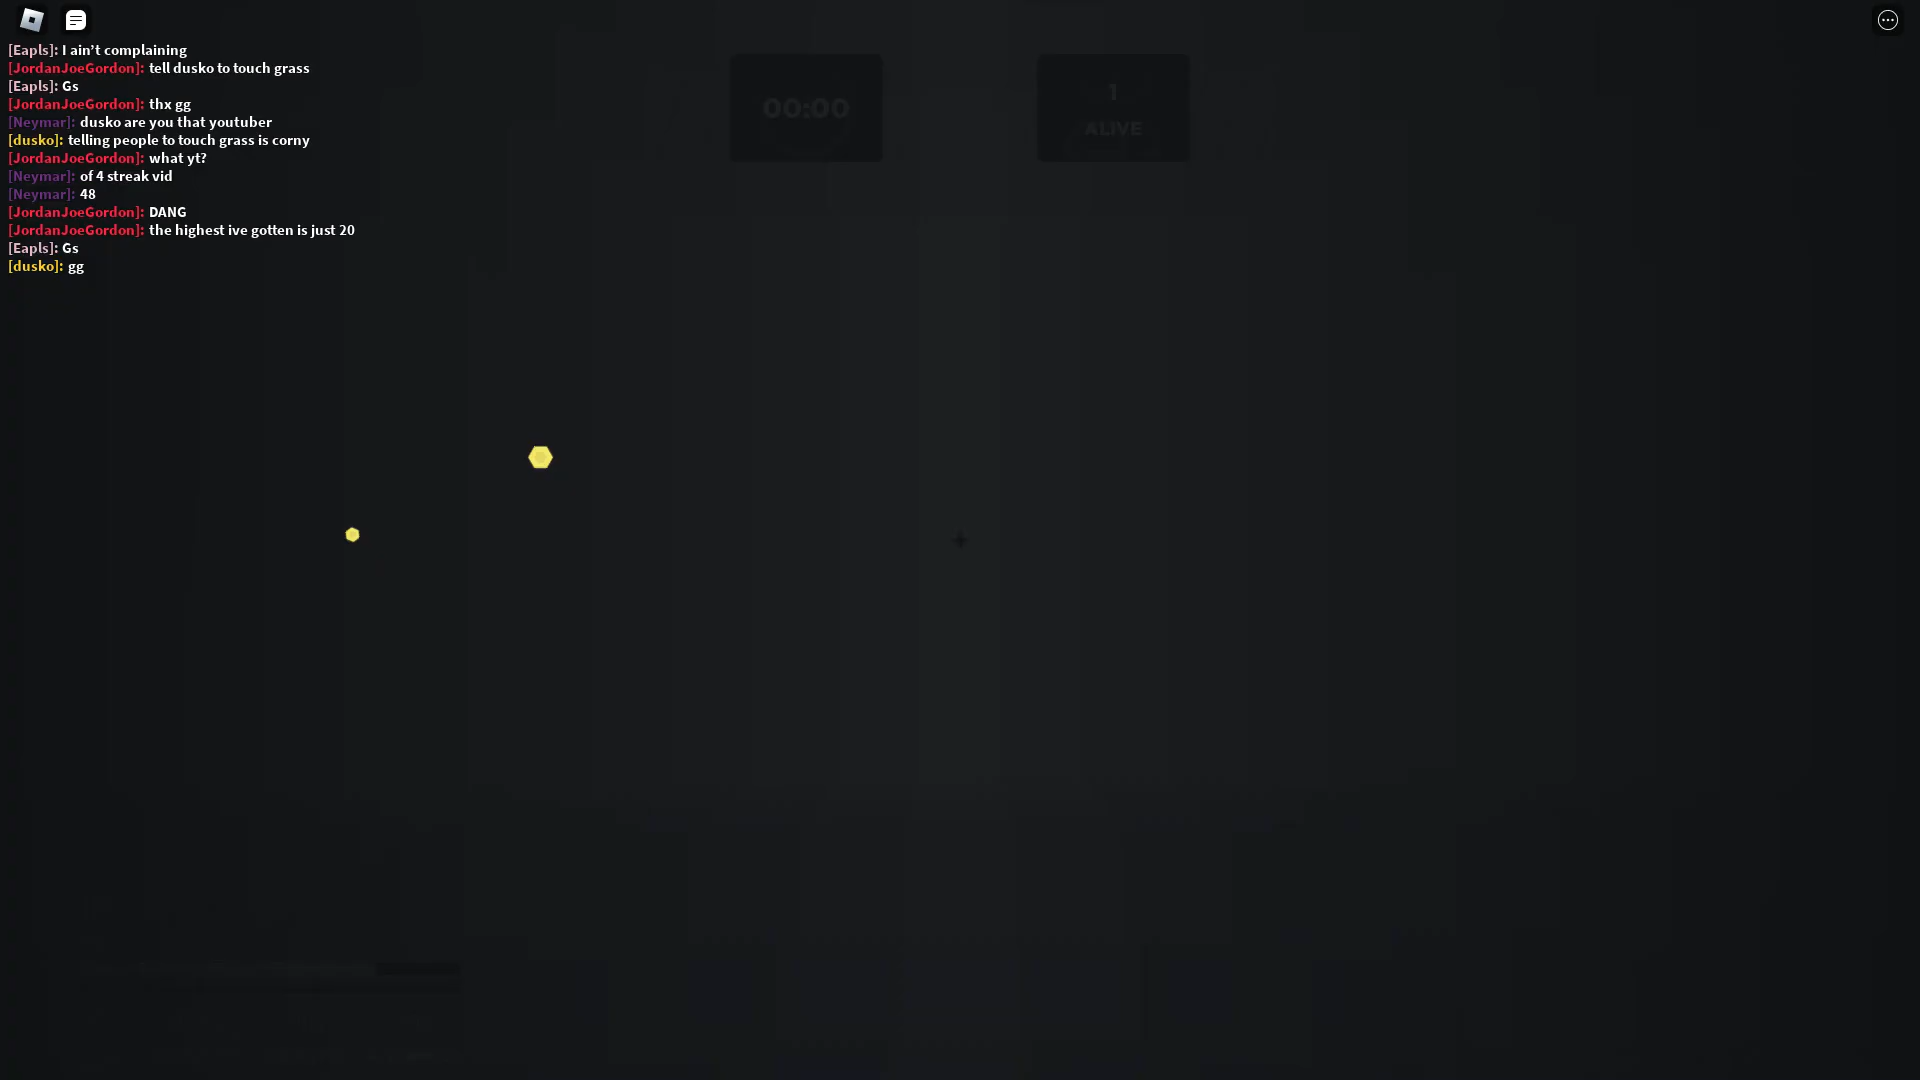 [Eapls]: I ain’t complaining
[JordanJoeGordon]: tell dusko to touch grass
[Eapls]: Gs
[JordanJoeGordon]: thx gg
[Neymar]: dusko are you that youtuber
[dusko]: telling people to touch grass is corny
[JordanJoeGordon]: what yt?
[Neymar]: of 4 streak vid
[Neymar]: 48
[JordanJoeGordon]: DANG
[JordanJoeGordon]: the highest ive gotten is just 20
[Eapls]: Gs
[dusko]: gg
00:00
1
ALIVE